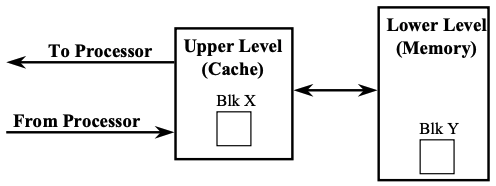 To Processor
From Processor
Upper Level
(Cache)
Blk X
Lower Level
(Memory)
Blk Y